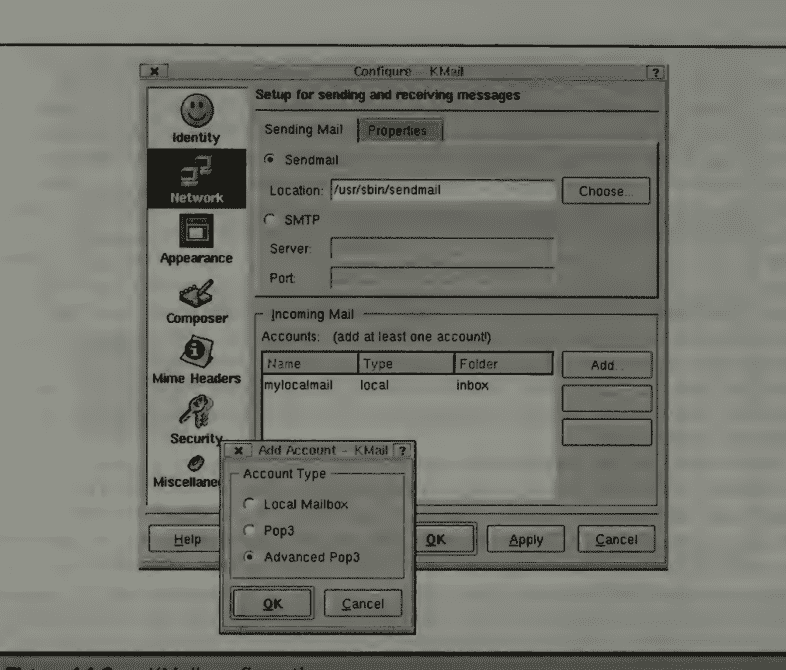 Configure - KMail
?
Identity
Network
Appearance
Composer
Mime Headers
Security
Miscellane
Setup for sending and receiving messages
Sending Mail
Properties
Sendmail
Location:
/usr/sbin/sendmail
Choose...
SMTP
Server:
Port:
Incoming Mail
Accounts: (add at least one account!)
Name Type Folder
mylocalmail local inbox
Add...
Help
OK
Apply
Cancel
Add Account - KMail
?
Account Type
Local Mailbox
Pop3
Advanced Pop3
OK
Cancel